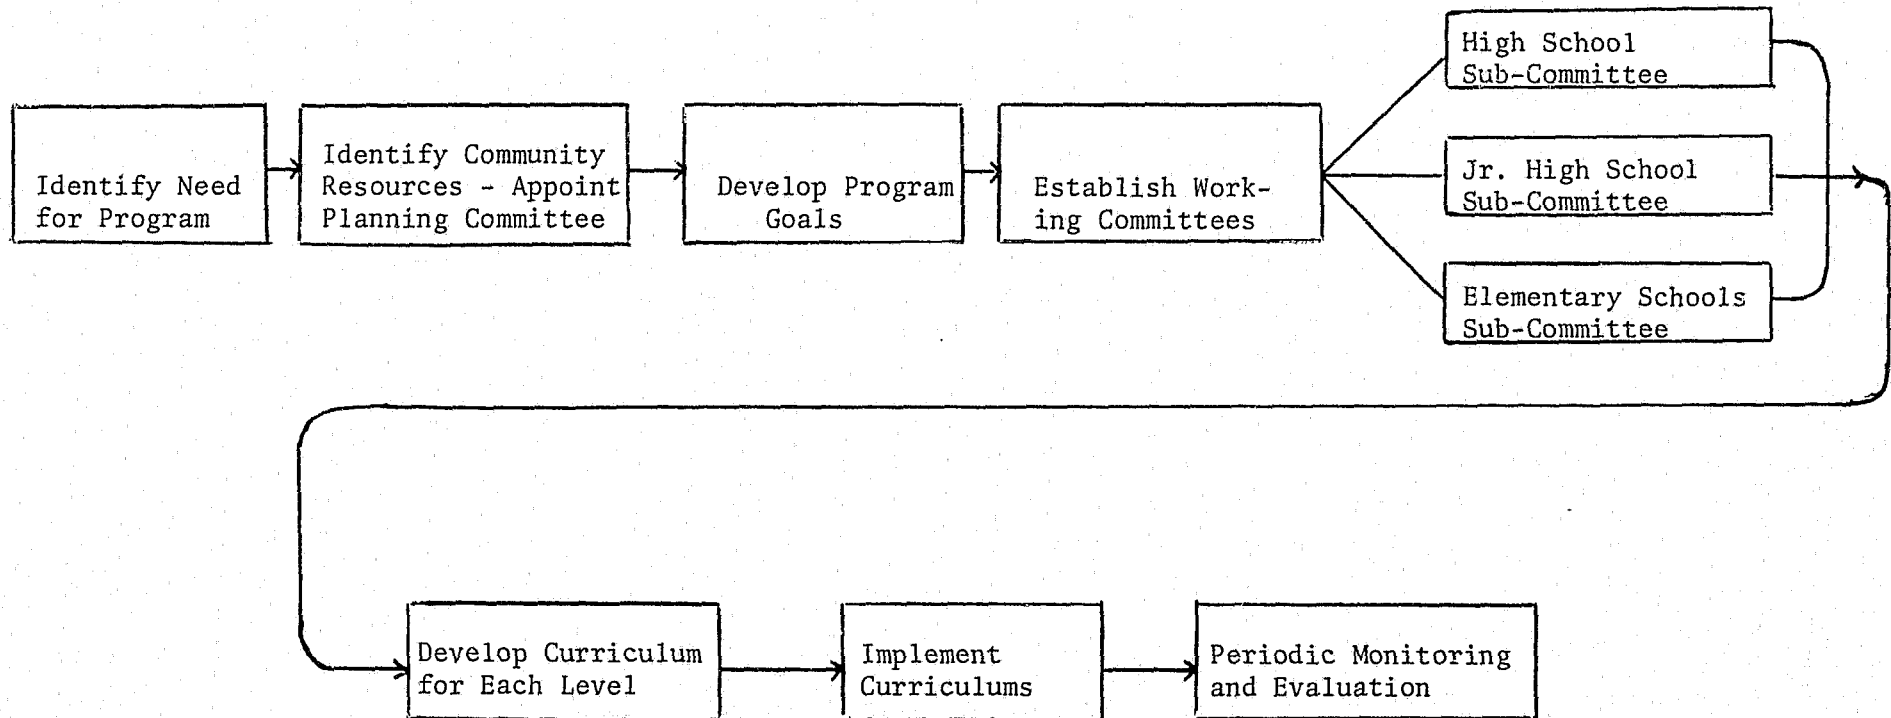 Identify Need
for Program
Identify Community
Resources - Appoint
Planning Committee
Develop Program
Goals
Establish Work-
ing Committees
High School
Sub-Committee
Jr. High School
Sub-Committee
Elementary Schools
Sub-Committee
Develop Curriculum
for Each Level
Implement
Curriculums
Periodic Monitoring
and Evaluation